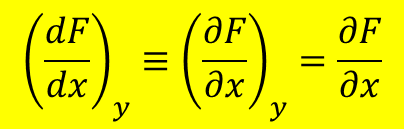 (dF/dx)_y ≡ (∂F/∂x)_y = ∂F/∂x